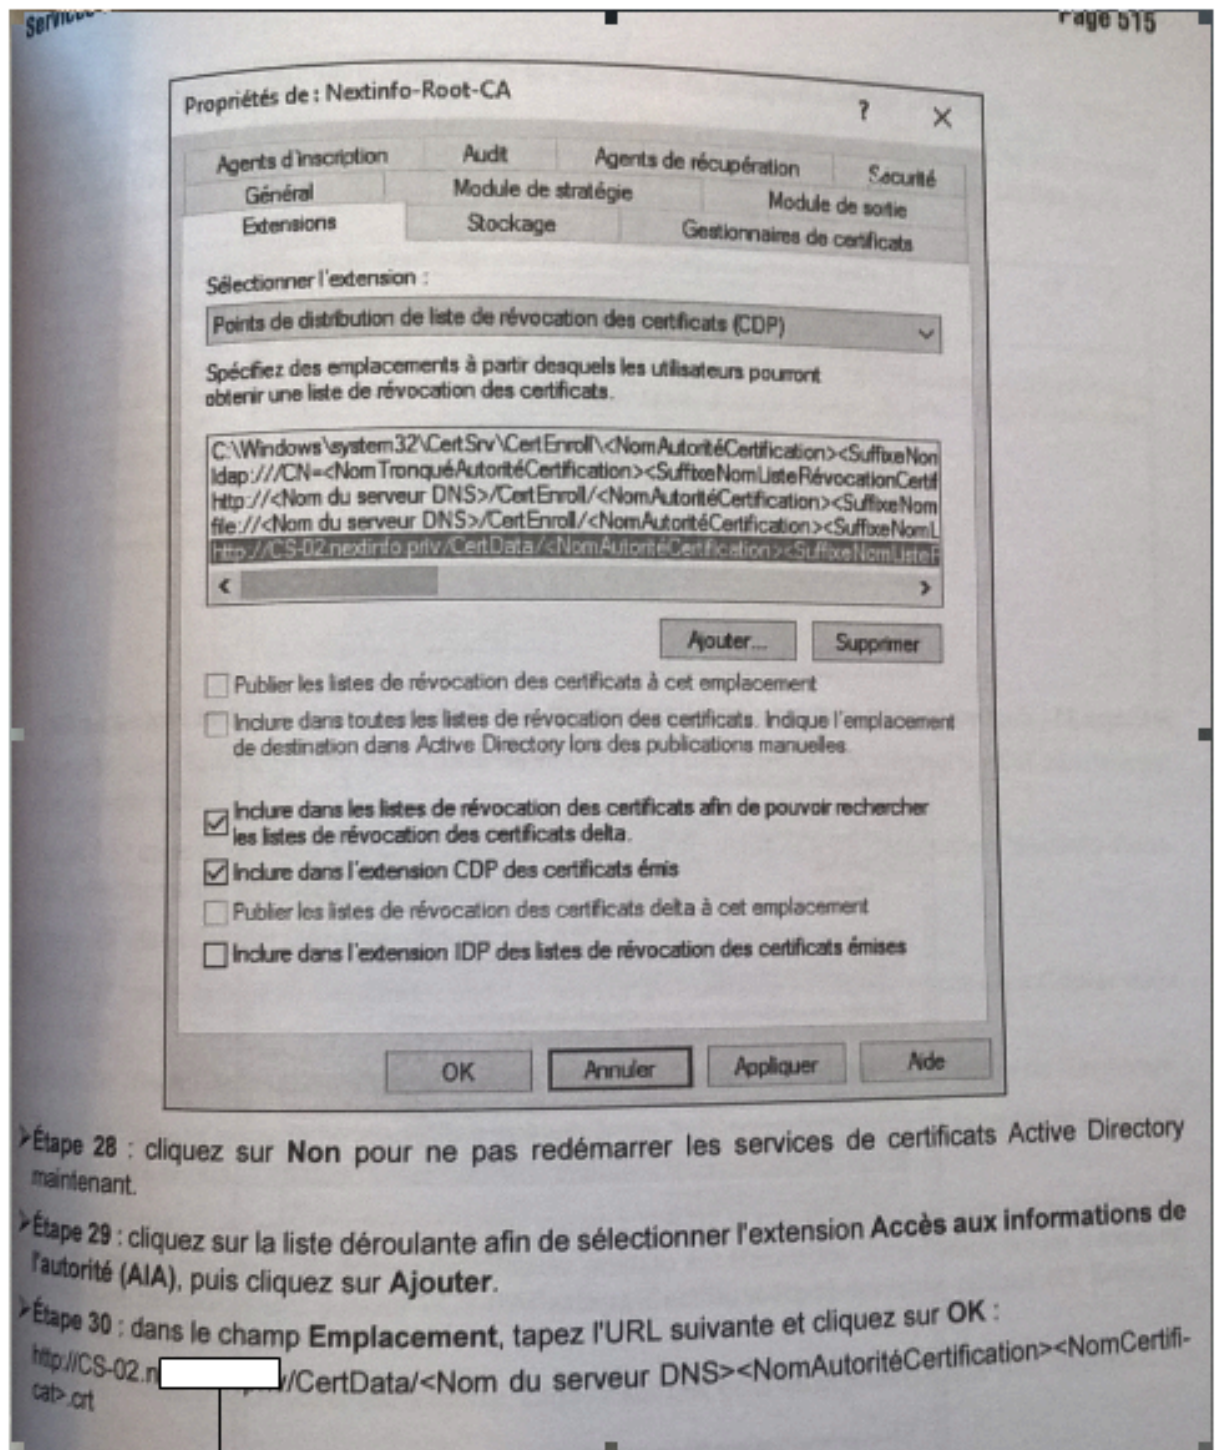 Services
Page 515
Propriétés de : Nextinfo-Root-CA
? ×
Agents d'inscription Audit Agents de récupération Sécurité
Général Module de stratégie Module de sortie
Extensions Stockage Gestionnaires de certificats
Sélectionner l'extension :
Points de distribution de liste de révocation des certificats (CDP)
Spécifiez des emplacements à partir desquels les utilisateurs pourront
obtenir une liste de révocation des certificats.
C:\Windows\system32\CertSrv\CertEnroll\<NomAutoritéCertification><SuffixeNon
ldap:///CN=<NomTronquéAutoritéCertification><SuffixeNomListeRévocationCertif
http://<Nom du serveur DNS>/CertEnroll/<NomAutoritéCertification><SuffixeNom
file://<Nom du serveur DNS>/CertEnroll/<NomAutoritéCertification><SuffixeNomL
http://CS-02.nextinfo.priv/CertData/<NomAutoritéCertification><SuffixeNomListeF
Ajouter... Supprimer
Publier les listes de révocation des certificats à cet emplacement
Inclure dans toutes les listes de révocation des certificats. Indique l'emplacement
de destination dans Active Directory lors des publications manuelles.
Inclure dans les listes de révocation des certificats afin de pouvoir rechercher
les listes de révocation des certificats delta.
Inclure dans l'extension CDP des certificats émis
Publier les listes de révocation des certificats delta à cet emplacement
Inclure dans l'extension IDP des listes de révocation des certificats émises
OK Annuler Appliquer Aide
➤Étape 28 : cliquez sur Non pour ne pas redémarrer les services de certificats Active Directory
maintenant.
➤Étape 29 : cliquez sur la liste déroulante afin de sélectionner l'extension Accès aux informations de
l'autorité (AIA), puis cliquez sur Ajouter.
➤Étape 30 : dans le champ Emplacement, tapez l'URL suivante et cliquez sur OK :
http://CS-02.n /CertData/<Nom du serveur DNS><NomAutoritéCertification><NomCertifi-
cat>.crt